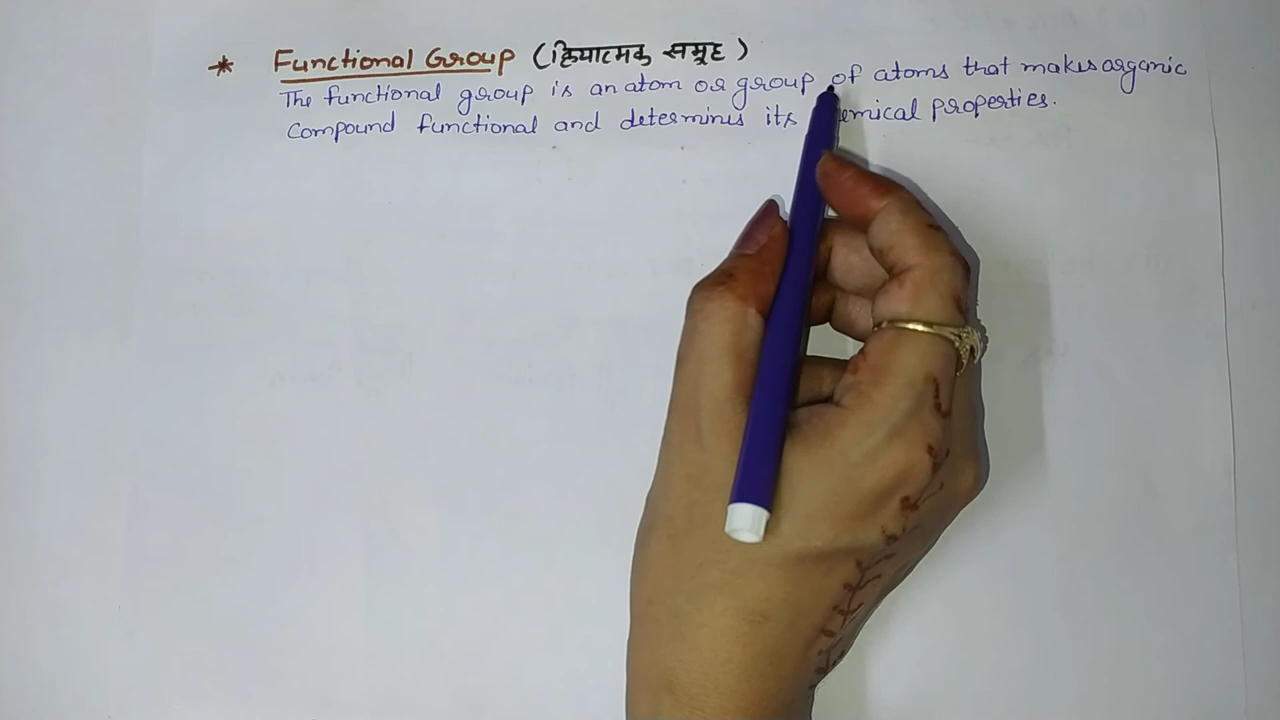 * Functional Group (क्रियात्मक समूह)
The functional group is an atom or group of atoms that makes organic
Compound functional and determines its emical properties.